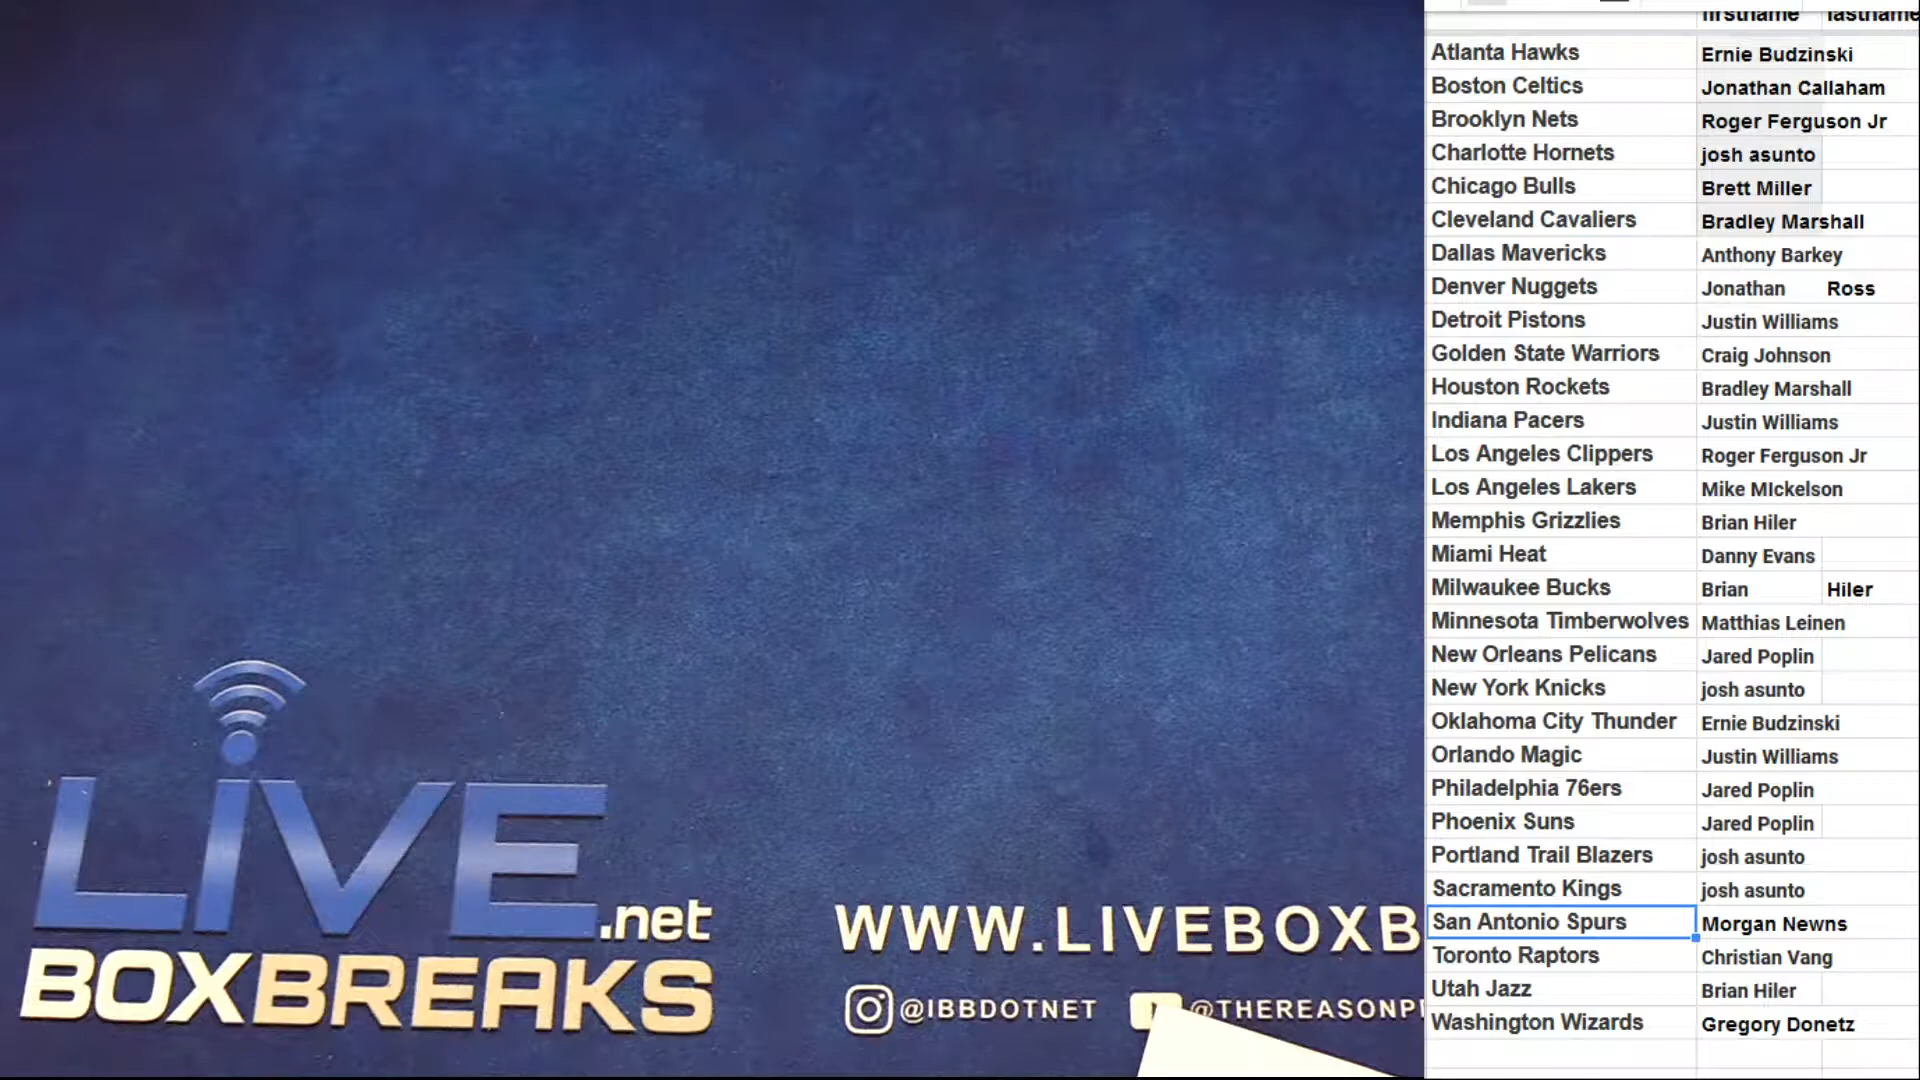 firstname lastname
Atlanta Hawks Ernie Budzinski
Boston Celtics Jonathan Callaham
Brooklyn Nets Roger Ferguson Jr
Charlotte Hornets josh asunto
Chicago Bulls Brett Miller
Cleveland Cavaliers Bradley Marshall
Dallas Mavericks Anthony Barkey
Denver Nuggets Jonathan Ross
Detroit Pistons Justin Williams
Golden State Warriors Craig Johnson
Houston Rockets Bradley Marshall
Indiana Pacers Justin Williams
Los Angeles Clippers Roger Ferguson Jr
Los Angeles Lakers Mike MIckelson
Memphis Grizzlies Brian Hiler
Miami Heat Danny Evans
Milwaukee Bucks Brian Hiler
Minnesota Timberwolves Matthias Leinen
New Orleans Pelicans Jared Poplin
New York Knicks josh asunto
Oklahoma City Thunder Ernie Budzinski
Orlando Magic Justin Williams
Philadelphia 76ers Jared Poplin
Phoenix Suns Jared Poplin
Portland Trail Blazers josh asunto
Sacramento Kings josh asunto
San Antonio Spurs Morgan Newns
Toronto Raptors Christian Vang
Utah Jazz Brian Hiler
Washington Wizards Gregory Donetz
LiVE.net
BOXBREAKS
WWW.LIVEBOXB
@IBBDOTNET @THEREASONP